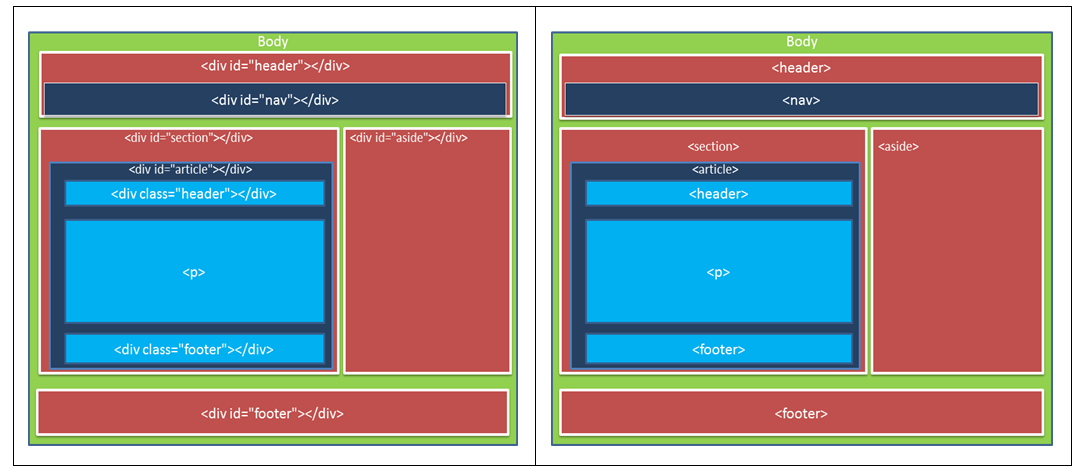 Body
<div id="header"></div>
<div id="nav"></div>
<div id="section"></div>
<div id="aside"></div>
<div id="article"></div>
<div class="header"></div>
<p>
<div class="footer"></div>
<div id="footer"></div>
Body
<header>
<nav>
<section>
<aside>
<article>
<header>
<p>
<footer>
<footer>